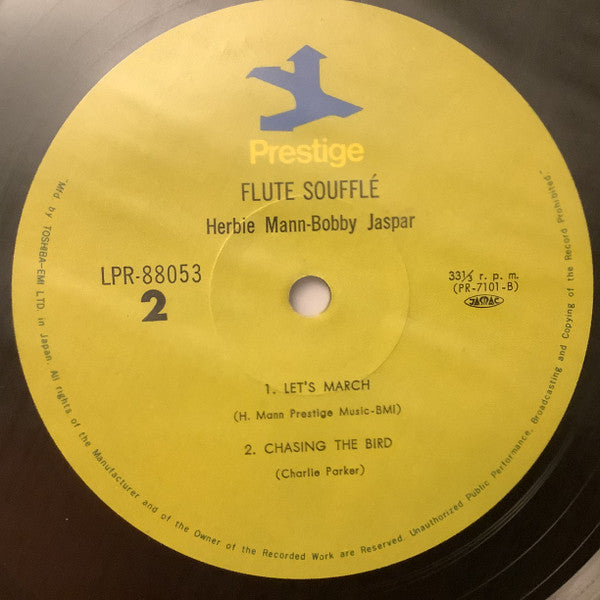 Prestige
FLUTE SOUFFLÉ
Herbie Mann-Bobby Jaspar
LPR-88053
2
33⅓ r. p. m.
(PR-7101-B)
JASRAC
1. LET'S MARCH
(H. Mann Prestige Music-BMI)
2. CHASING THE BIRD
(Charlie Parker)
"Mfd by TOSHIBA-EMI LTD. in Japan. All rights of the Manufacturer and of the Owner of the Recorded Work are Reserved. Unauthorized Public Performance, Broadcasting and Copying of the Record Prohibited"